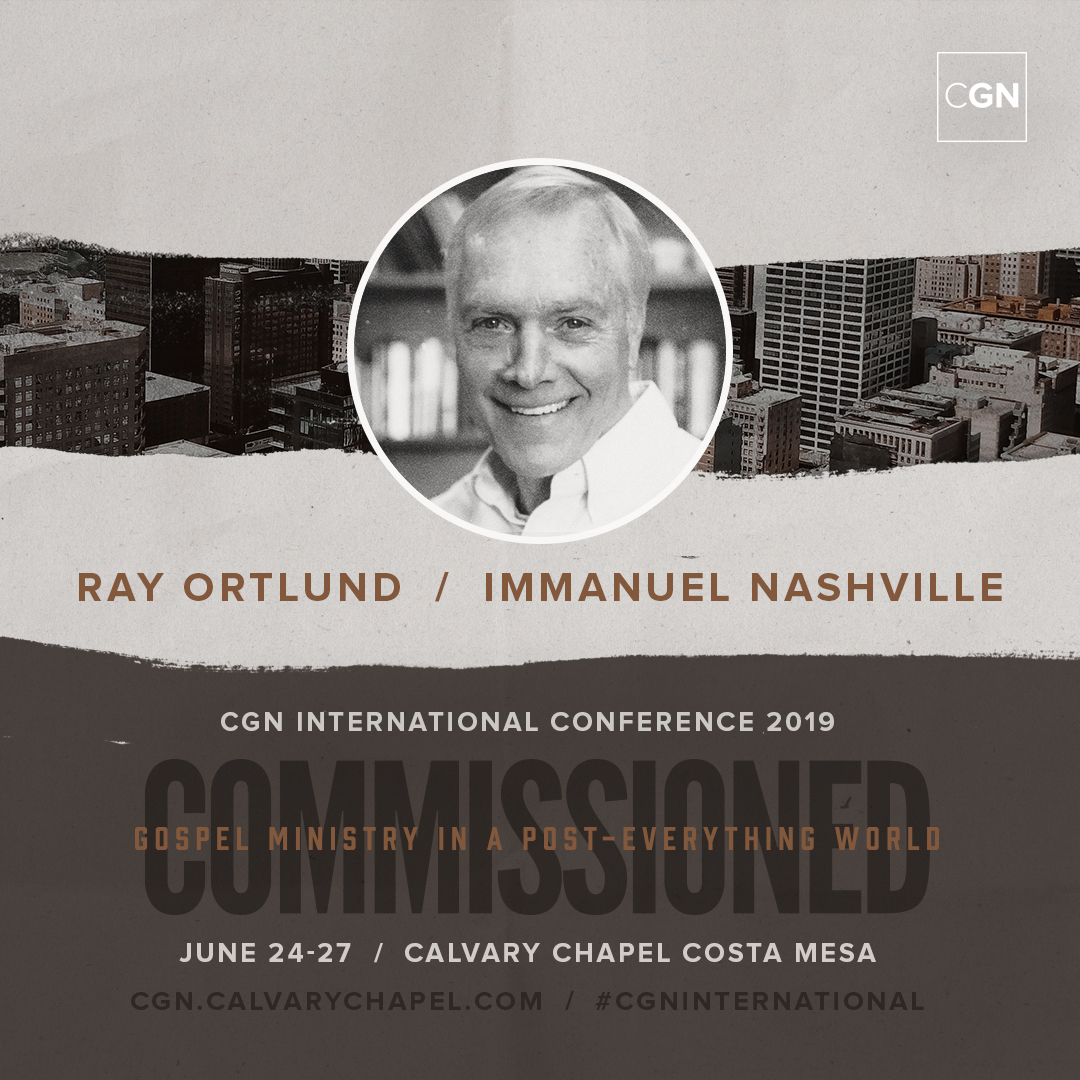 CGN
RAY ORTLUND / IMMANUEL NASHVILLE
CGN INTERNATIONAL CONFERENCE 2019
COMMISSIONED
GOSPEL MINISTRY IN A POST-EVERYTHING WORLD
JUNE 24-27 / CALVARY CHAPEL COSTA MESA
CGN.CALVARYCHAPEL.COM / #CGNINTERNATIONAL